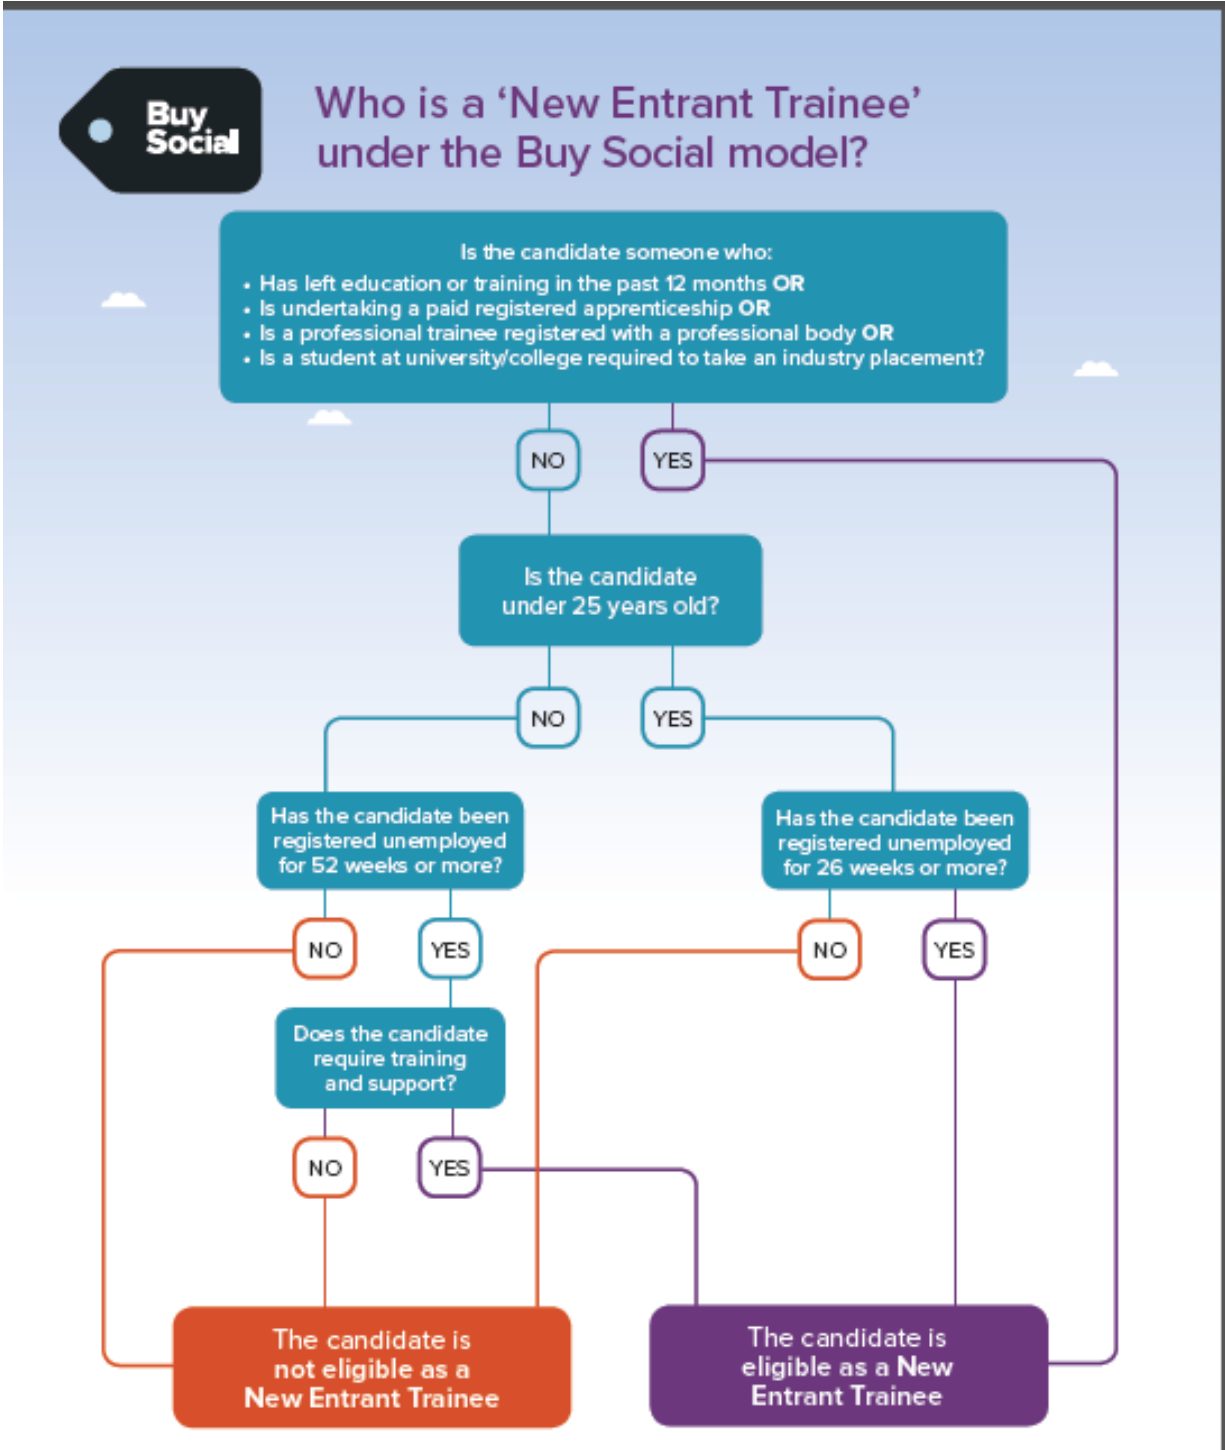 Buy
Social
Who is a ‘New Entrant Trainee’
under the Buy Social model?
Is the candidate someone who:
• Has left education or training in the past 12 months OR
• Is undertaking a paid registered apprenticeship OR
• Is a professional trainee registered with a professional body OR
• Is a student at university/college required to take an industry placement?
NO
YES
Is the candidate
under 25 years old?
NO
YES
Has the candidate been
registered unemployed
for 52 weeks or more?
Has the candidate been
registered unemployed
for 26 weeks or more?
NO
YES
NO
YES
Does the candidate
require training
and support?
NO
YES
The candidate is
not eligible as a
New Entrant Trainee
The candidate is
eligible as a New
Entrant Trainee